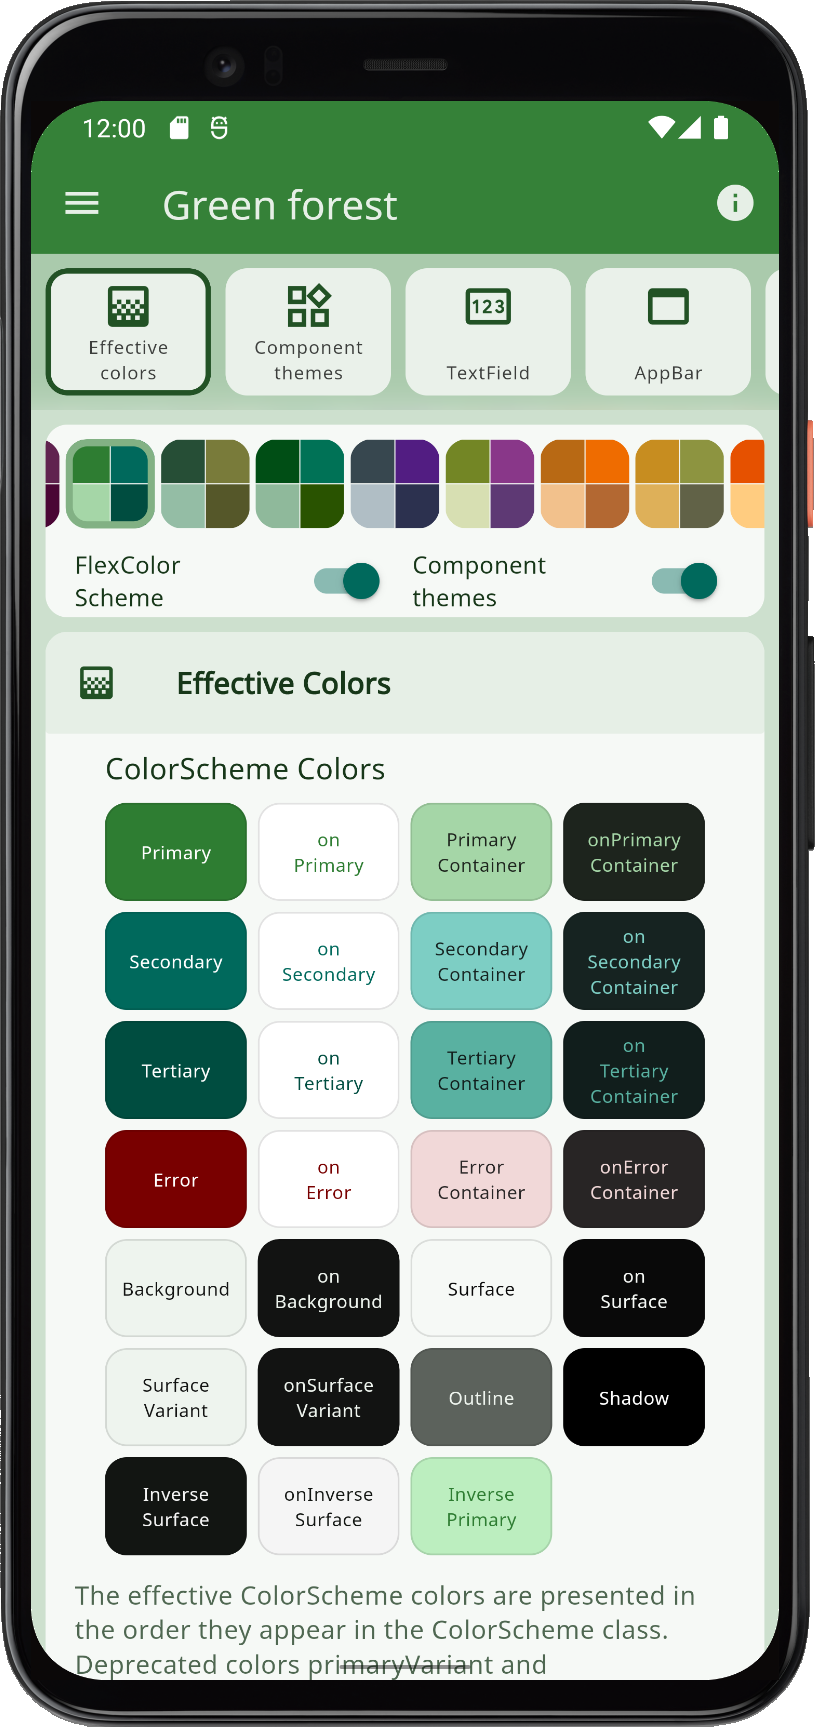 12:00
Green forest
Effective
colors
Component
themes
123
TextField
AppBar
FlexColor
Scheme
Component
themes
Effective Colors
ColorScheme Colors
Primary
on
Primary
Primary
Container
onPrimary
Container
Secondary
on
Secondary
Secondary
Container
on
Secondary
Container
Tertiary
on
Tertiary
Tertiary
Container
on
Tertiary
Container
Error
on
Error
Error
Container
onError
Container
Background
on
Background
Surface
on
Surface
Surface
Variant
onSurface
Variant
Outline
Shadow
Inverse
Surface
onInverse
Surface
Inverse
Primary
The effective ColorScheme colors are presented in
the order they appear in the ColorScheme class.
Deprecated colors primaryVariant and